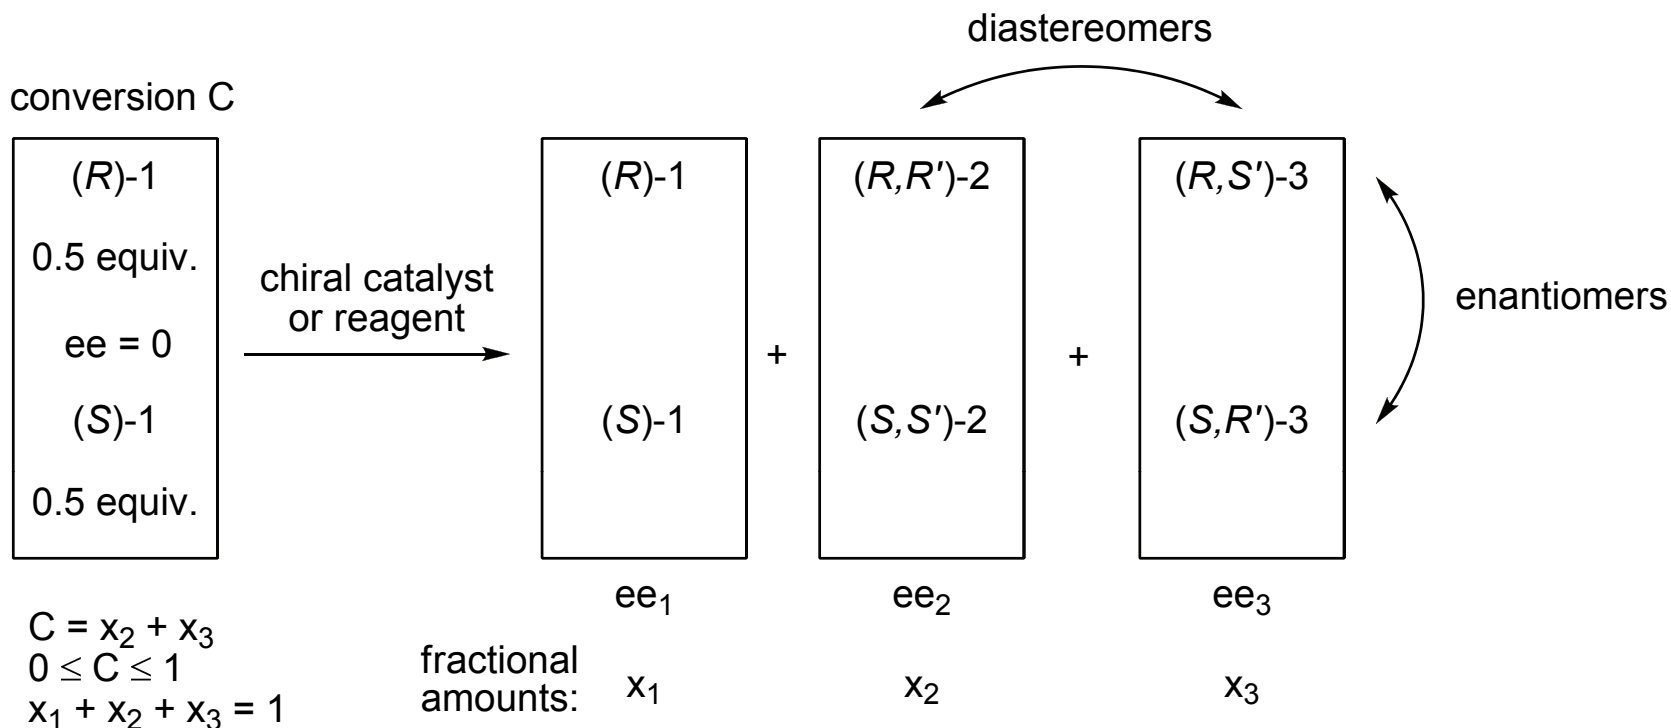 diastereomers
conversion C
(R)-1
0.5 equiv.
ee = 0
(S)-1
0.5 equiv.
chiral catalyst
or reagent
(R)-1
(S)-1
+
(R,R')-2
(S,S')-2
+
(R,S')-3
(S,R')-3
enantiomers
ee₁
ee₂
ee₃
C = x₂ + x₃
0 ≤ C ≤ 1
x₁ + x₂ + x₃ = 1
fractional
amounts:
x₁
x₂
x₃